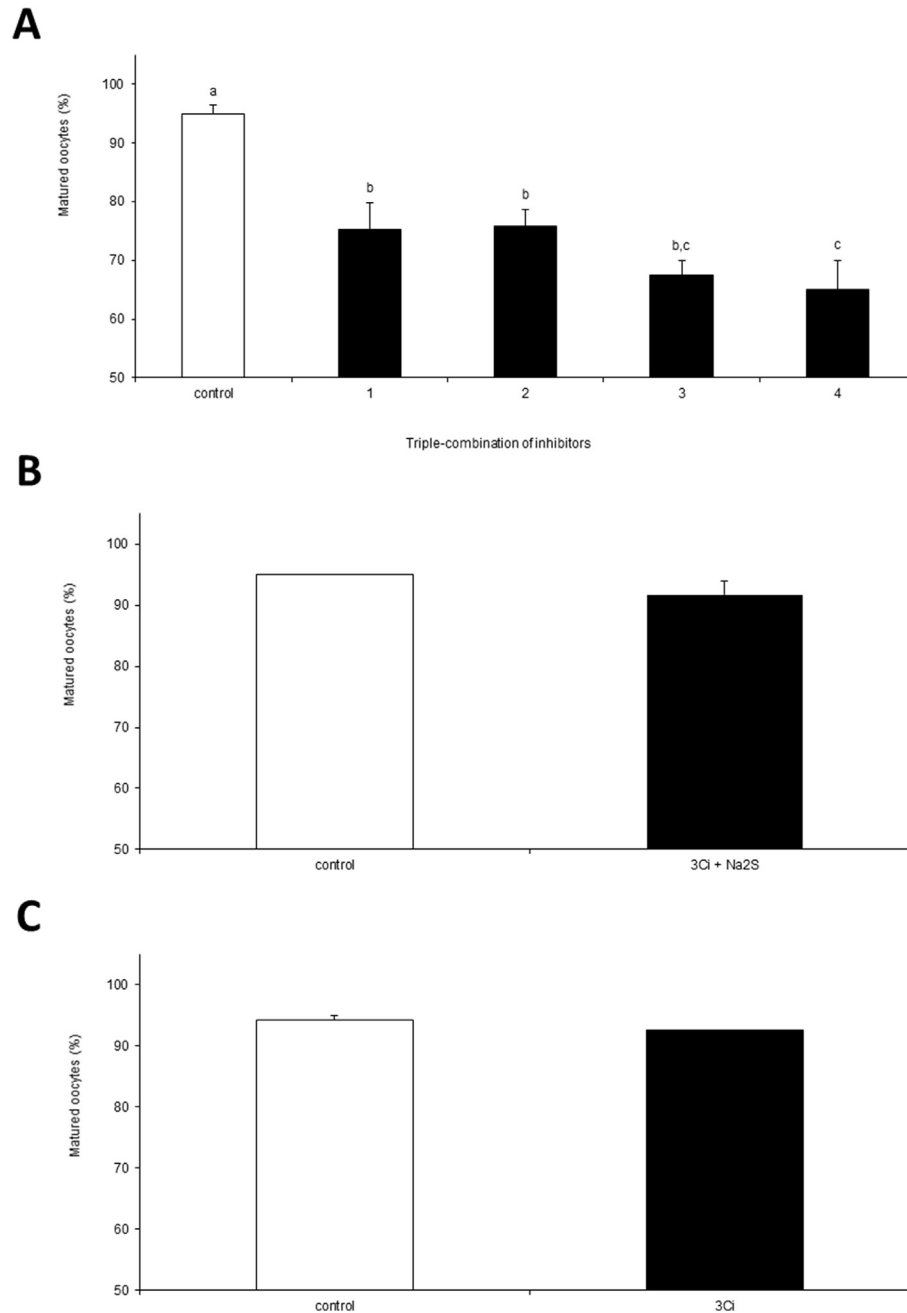 A
Matured oocytes (%)
100
90
80
70
60
50
a
b
b
b,c
c
control
1
2
3
4
Triple-combination of inhibitors
B
Matured oocytes (%)
100
90
80
70
60
50
control
3Ci + Na2S
C
Matured oocytes (%)
100
90
80
70
60
50
control
3Ci